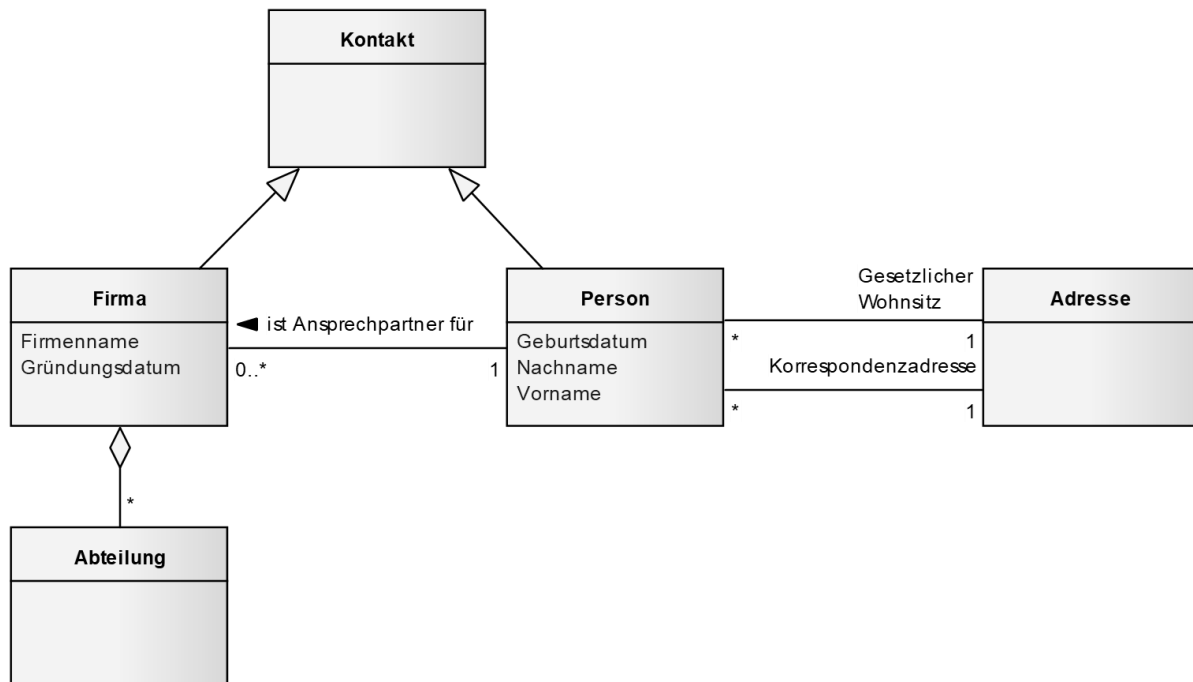 Kontakt
Firma
Firmenname
Gründungsdatum
ist Ansprechpartner für
0..*
1
Person
Geburtsdatum
Nachname
Vorname
Gesetzlicher
Wohnsitz
*
1
Korrespondenzadresse
*
1
Adresse
*
Abteilung